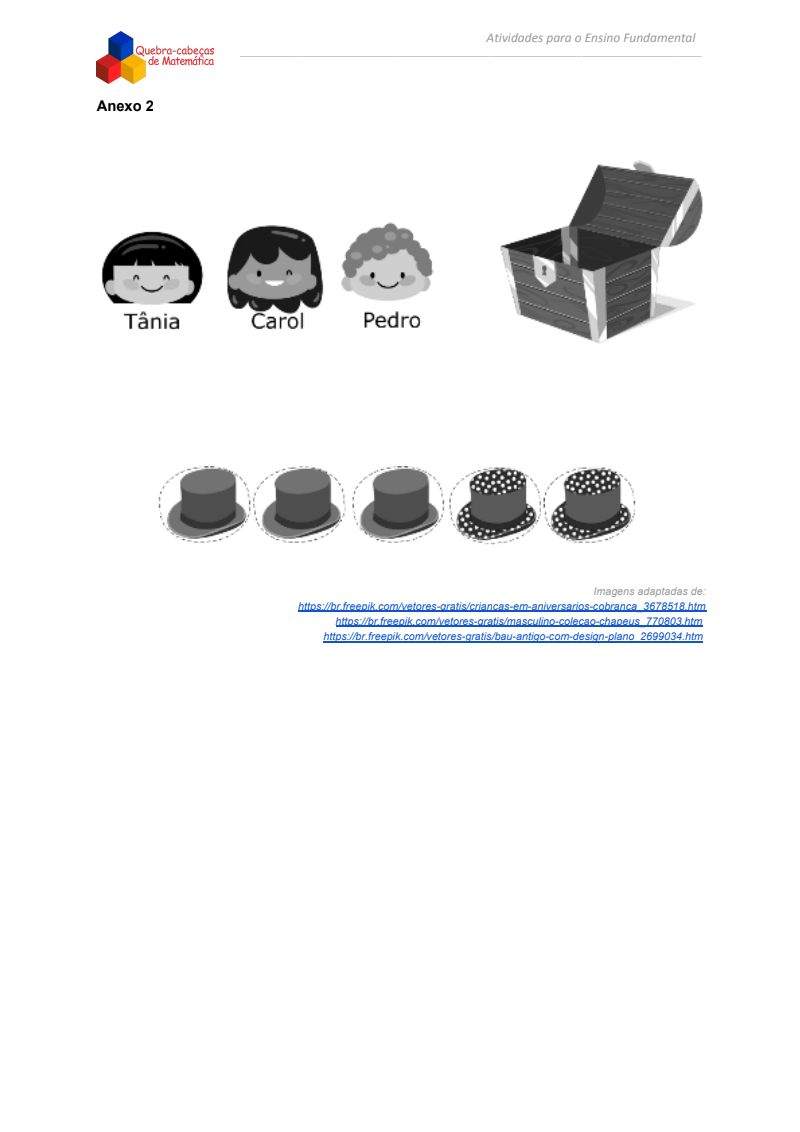 Quebra-cabeças
de Matemática
Atividades para o Ensino Fundamental
Anexo 2
Tânia
Carol
Pedro
Imagens adaptadas de:
https://br.freepik.com/vetores-gratis/criancas-em-aniversarios-cobranca_3678518.htm
https://br.freepik.com/vetores-gratis/masculino-colecao-chapeus_770803.htm
https://br.freepik.com/vetores-gratis/bau-antigo-com-design-plano_2699034.htm